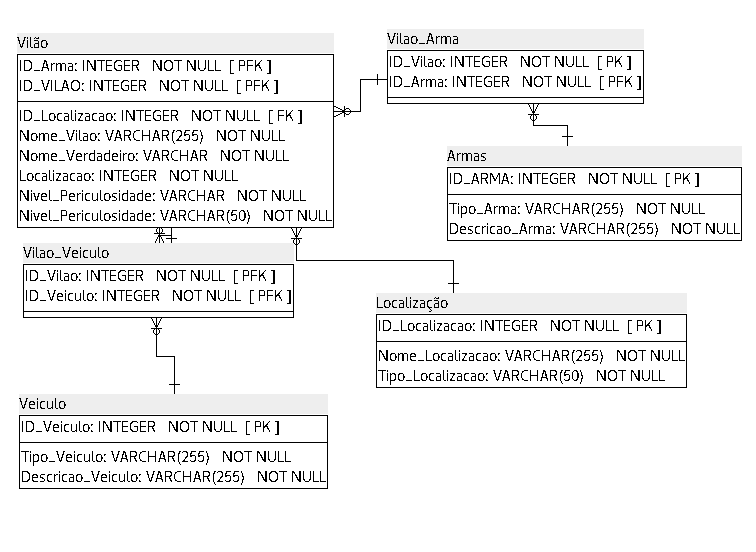 Vilão
ID_Arma: INTEGER NOT NULL [ PFK ]
ID_VILAO: INTEGER NOT NULL [ PFK ]
ID_Localizacao: INTEGER NOT NULL [ FK ]
Nome_Vilao: VARCHAR(255) NOT NULL
Nome_Verdadeiro: VARCHAR NOT NULL
Localizacao: INTEGER NOT NULL
Nivel_Periculosidade: VARCHAR NOT NULL
Nivel_Periculosidade: VARCHAR(50) NOT NULL
Vilao_Arma
ID_Vilao: INTEGER NOT NULL [ PK ]
ID_Arma: INTEGER NOT NULL [ PFK ]
Armas
ID_ARMA: INTEGER NOT NULL [ PK ]
Tipo_Arma: VARCHAR(255) NOT NULL
Descricao_Arma: VARCHAR(255) NOT NULL
Vilao_Veiculo
ID_Vilao: INTEGER NOT NULL [ PFK ]
ID_Veiculo: INTEGER NOT NULL [ PFK ]
Localização
ID_Localizacao: INTEGER NOT NULL [ PK ]
Nome_Localizacao: VARCHAR(255) NOT NULL
Tipo_Localizacao: VARCHAR(50) NOT NULL
Veiculo
ID_Veiculo: INTEGER NOT NULL [ PK ]
Tipo_Veiculo: VARCHAR(255) NOT NULL
Descricao_Veiculo: VARCHAR(255) NOT NULL